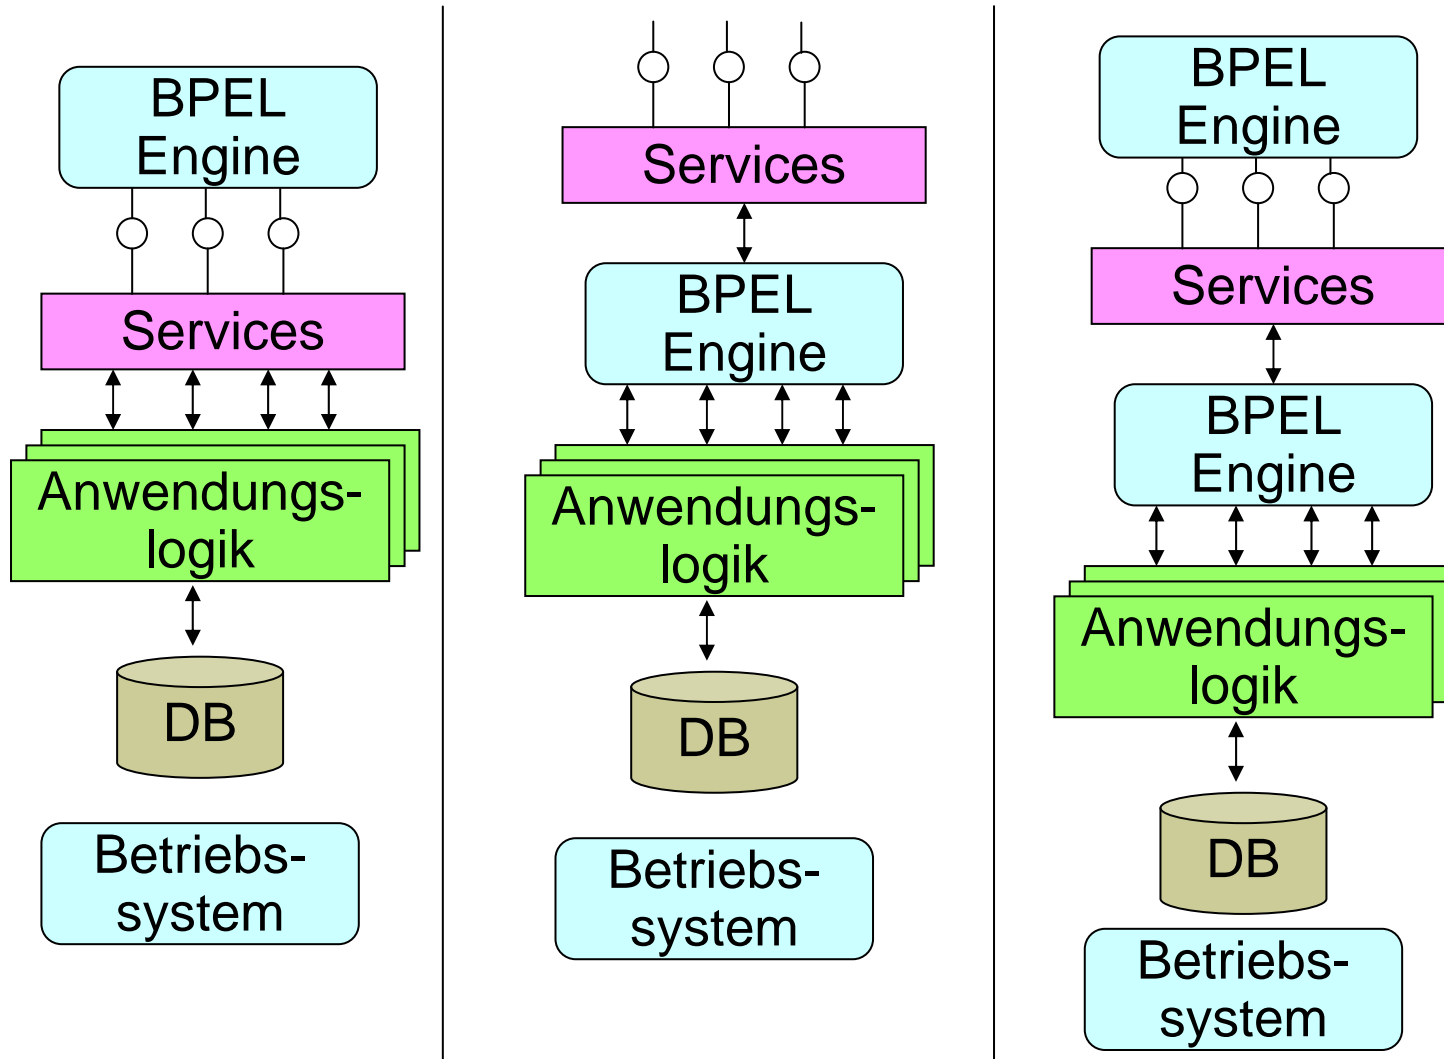 BPEL
Engine
Services
Anwendungs-
logik
DB
Betriebs-
system
Services
BPEL
Engine
Anwendungs-
logik
DB
Betriebs-
system
BPEL
Engine
Services
BPEL
Engine
Anwendungs-
logik
DB
Betriebs-
system